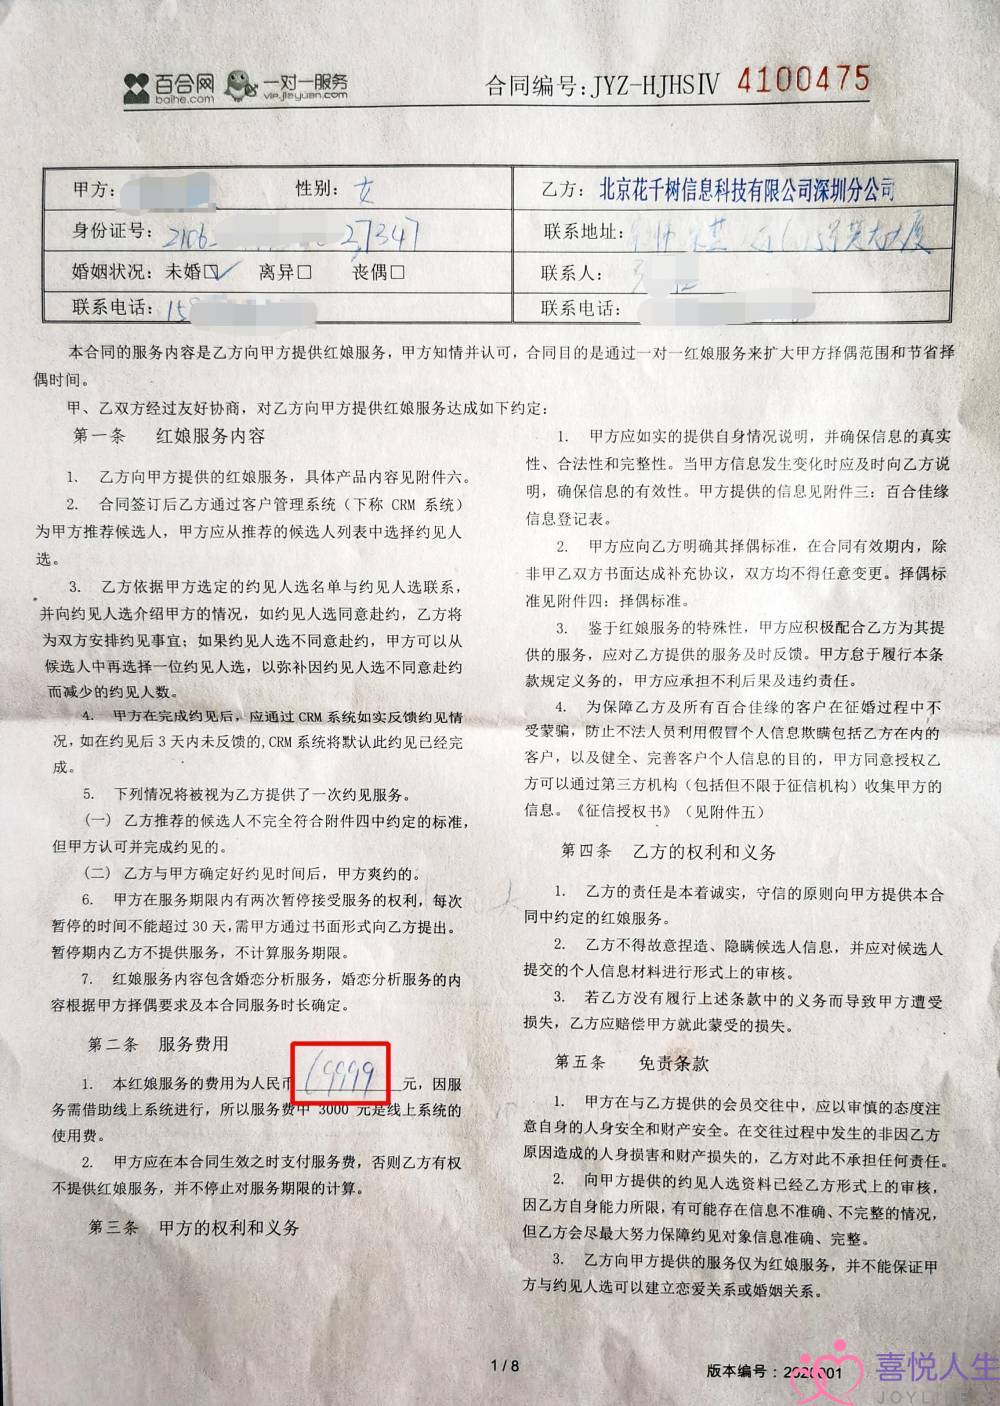 百合网
baihe.com
一对一服务
vip.jiayuan.com
合同编号:JYZ-HJHSⅣ 4100475
甲方:
性别: 女
乙方: 北京花千树信息科技有限公司深圳分公司
身份证号: 2106 27347
联系地址:
婚姻状况: 未婚□ 离异□ 丧偶□
联系人:
联系电话: 15
联系电话:
本合同的服务内容是乙方向甲方提供红娘服务，甲方知情并认可，合同目的是通过一对一红娘服务来扩大甲方择偶范围和节省择
偶时间。
甲、乙双方经过友好协商，对乙方向甲方提供红娘服务达成如下约定：
第一条 红娘服务内容
1. 乙方向甲方提供的红娘服务，具体产品内容见附件六。
2. 合同签订后乙方通过客户管理系统（下称 CRM 系统）
为甲方推荐候选人，甲方应从推荐的候选人列表中选择约见人
选。
3. 乙方依据甲方选定的约见人选名单与约见人选联系，
并向约见人选介绍甲方的情况，如约见人选同意赴约，乙方将
为双方安排约见事宜；如果约见人选不同意赴约，甲方可以从
候选人中再选择一位约见人选，以弥补因约见人选不同意赴约
而减少的约见人数。
4. 甲方在完成约见后，应通过 CRM 系统如实反馈约见情
况，如在约见后 3 天内未反馈的,CRM 系统将默认此约见已经完
成。
5. 下列情况将被视为乙方提供了一次约见服务。
(一) 乙方推荐的候选人不完全符合附件四中约定的标准，
但甲方认可并完成约见的。
(二) 乙方与甲方确定好约见时间后，甲方爽约的。
6. 甲方在服务期限内有两次暂停接受服务的权利，每次
暂停的时间不能超过 30 天,需甲方通过书面形式向乙方提出。
暂停期内乙方不提供服务，不计算服务期限。
7. 红娘服务内容包含婚恋分析服务，婚恋分析服务的内
容根据甲方择偶要求及本合同服务时长确定。
第二条 服务费用
1. 本红娘服务的费用为人民币 19999 元，因服
务需借助线上系统进行，所以服务费中 3000 元是线上系统的
使用费。
2. 甲方应在本合同生效之时支付服务费，否则乙方有权
不提供红娘服务，并不停止对服务期限的计算。
第三条 甲方的权利和义务
1. 甲方应如实的提供自身情况说明，并确保信息的真实
性、合法性和完整性。当甲方信息发生变化时应及时向乙方说
明，确保信息的有效性。甲方提供的信息见附件三：百合佳缘
信息登记表。
2. 甲方应向乙方明确其择偶标准，在合同有效期内，除
非甲乙双方书面达成补充协议，双方均不得任意变更。择偶标
准见附件四：择偶标准。
3. 鉴于红娘服务的特殊性，甲方应积极配合乙方为其提
供的服务，应对乙方提供的服务及时反馈。甲方怠于履行本条
款规定义务的，甲方应承担不利后果及违约责任。
4. 为保障乙方及所有百合佳缘的客户在征婚过程中不
受蒙骗，防止不法人员利用假冒个人信息欺瞒包括乙方在内的
客户，以及健全、完善客户个人信息的目的，甲方同意授权乙
方可以通过第三方机构（包括但不限于征信机构）收集甲方的
信息。《征信授权书》（见附件五）
第四条 乙方的权利和义务
1. 乙方的责任是本着诚实，守信的原则向甲方提供本合
同中约定的红娘服务。
2. 乙方不得故意捏造、隐瞒候选人信息，并应对候选人
提交的个人信息材料进行形式上的审核。
3. 若乙方没有履行上述条款中的义务而导致甲方遭受
损失，乙方应赔偿甲方就此蒙受的损失。
第五条 免责条款
1. 甲方在与乙方提供的会员交往中，应以审慎的态度注
意自身的人身安全和财产安全。在交往过程中发生的非因乙方
原因造成的人身损害和财产损失的，乙方对此不承担任何责任。
2. 向甲方提供的约见人选资料已经乙方形式上的审核，
因乙方自身能力所限，有可能存在信息不准确、不完整的情况，
但乙方会尽最大努力保障约见对象信息准确、完整。
3. 乙方向甲方提供的服务仅为红娘服务，并不能保证甲
方与约见人选可以建立恋爱关系或婚姻关系。
1 / 8
版本编号：2020001
喜悦人生